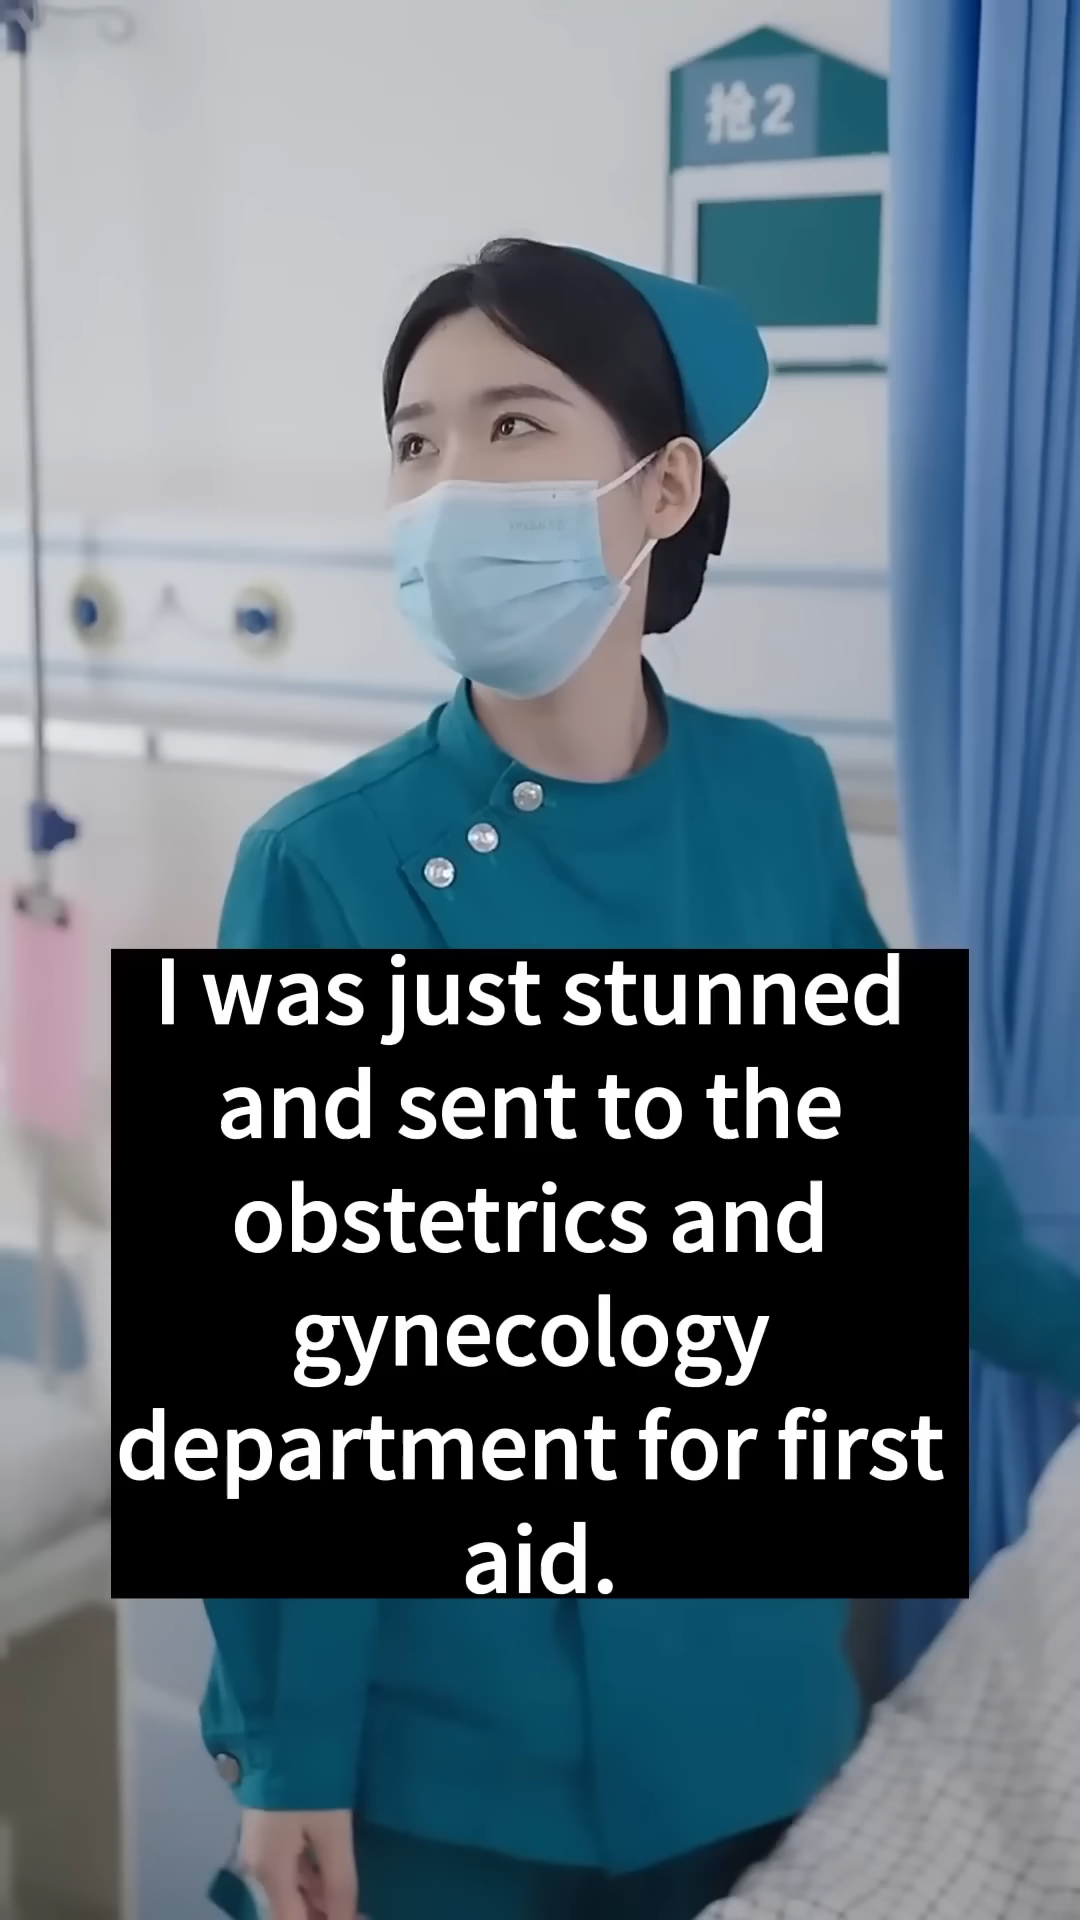 抢2
I was just stunned
and sent to the
obstetrics and
gynecology
department for first
aid.